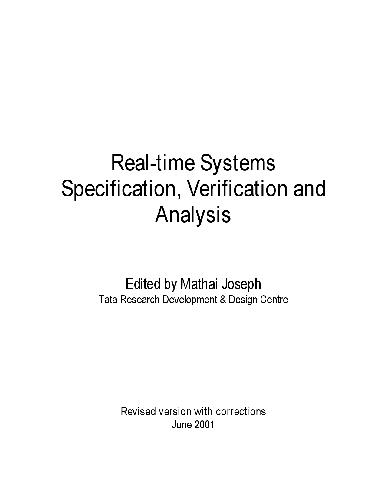 Real-time Systems
Specification, Verification and
Analysis
Edited by Mathai Joseph
Tata Research Development & Design Centre
Revised version with corrections
June 2001